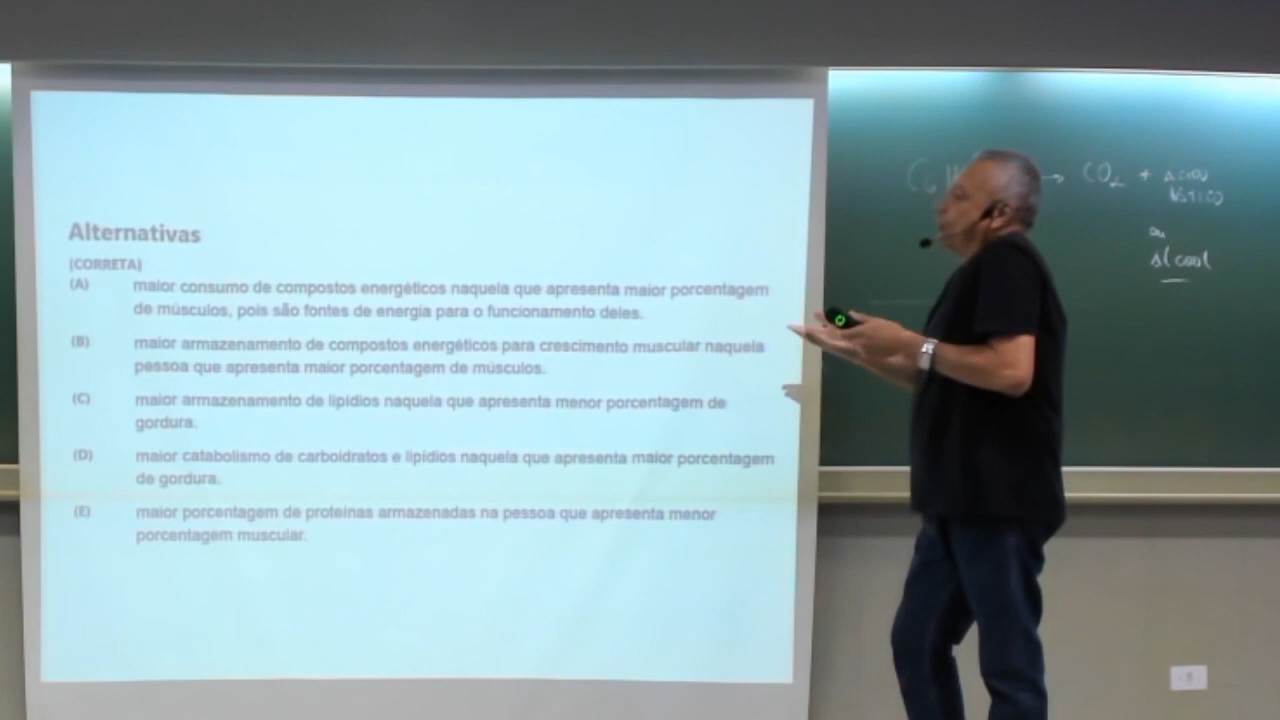 Alternativas
(CORRETA)
(A) maior consumo de compostos energéticos naquela que apresenta maior porcentagem
de músculos, pois são fontes de energia para o funcionamento deles.
(B) maior armazenamento de compostos energéticos para crescimento muscular naquela
pessoa que apresenta maior porcentagem de músculos.
(C) maior armazenamento de lipídios naquela que apresenta menor porcentagem de
gordura.
(D) maior catabolismo de carboidratos e lipídios naquela que apresenta maior porcentagem
de gordura.
(E) maior porcentagem de proteínas armazenadas na pessoa que apresenta menor
porcentagem muscular.
C6H → CO2 + ácido
ou
álcool